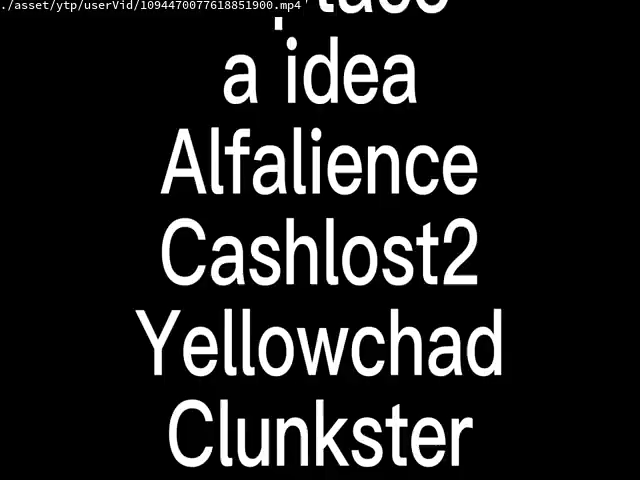 ./asset/ytp/userVid/1094470077618851900.mp4'
a idea
Alfalience
Cashlost2
Yellowchad
Clunkster